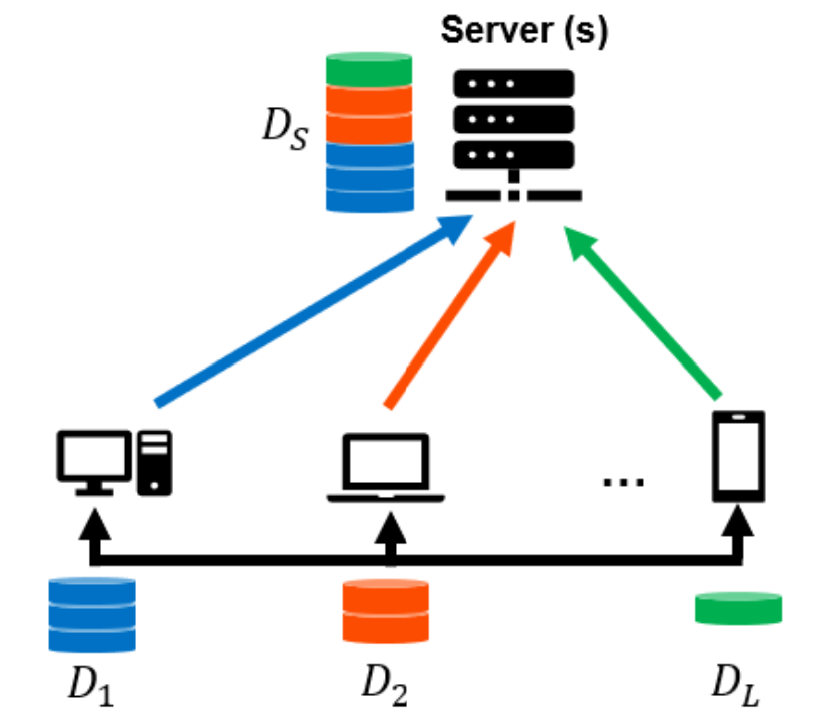 Server (s)
D_S
...
D_1
D_2
D_L